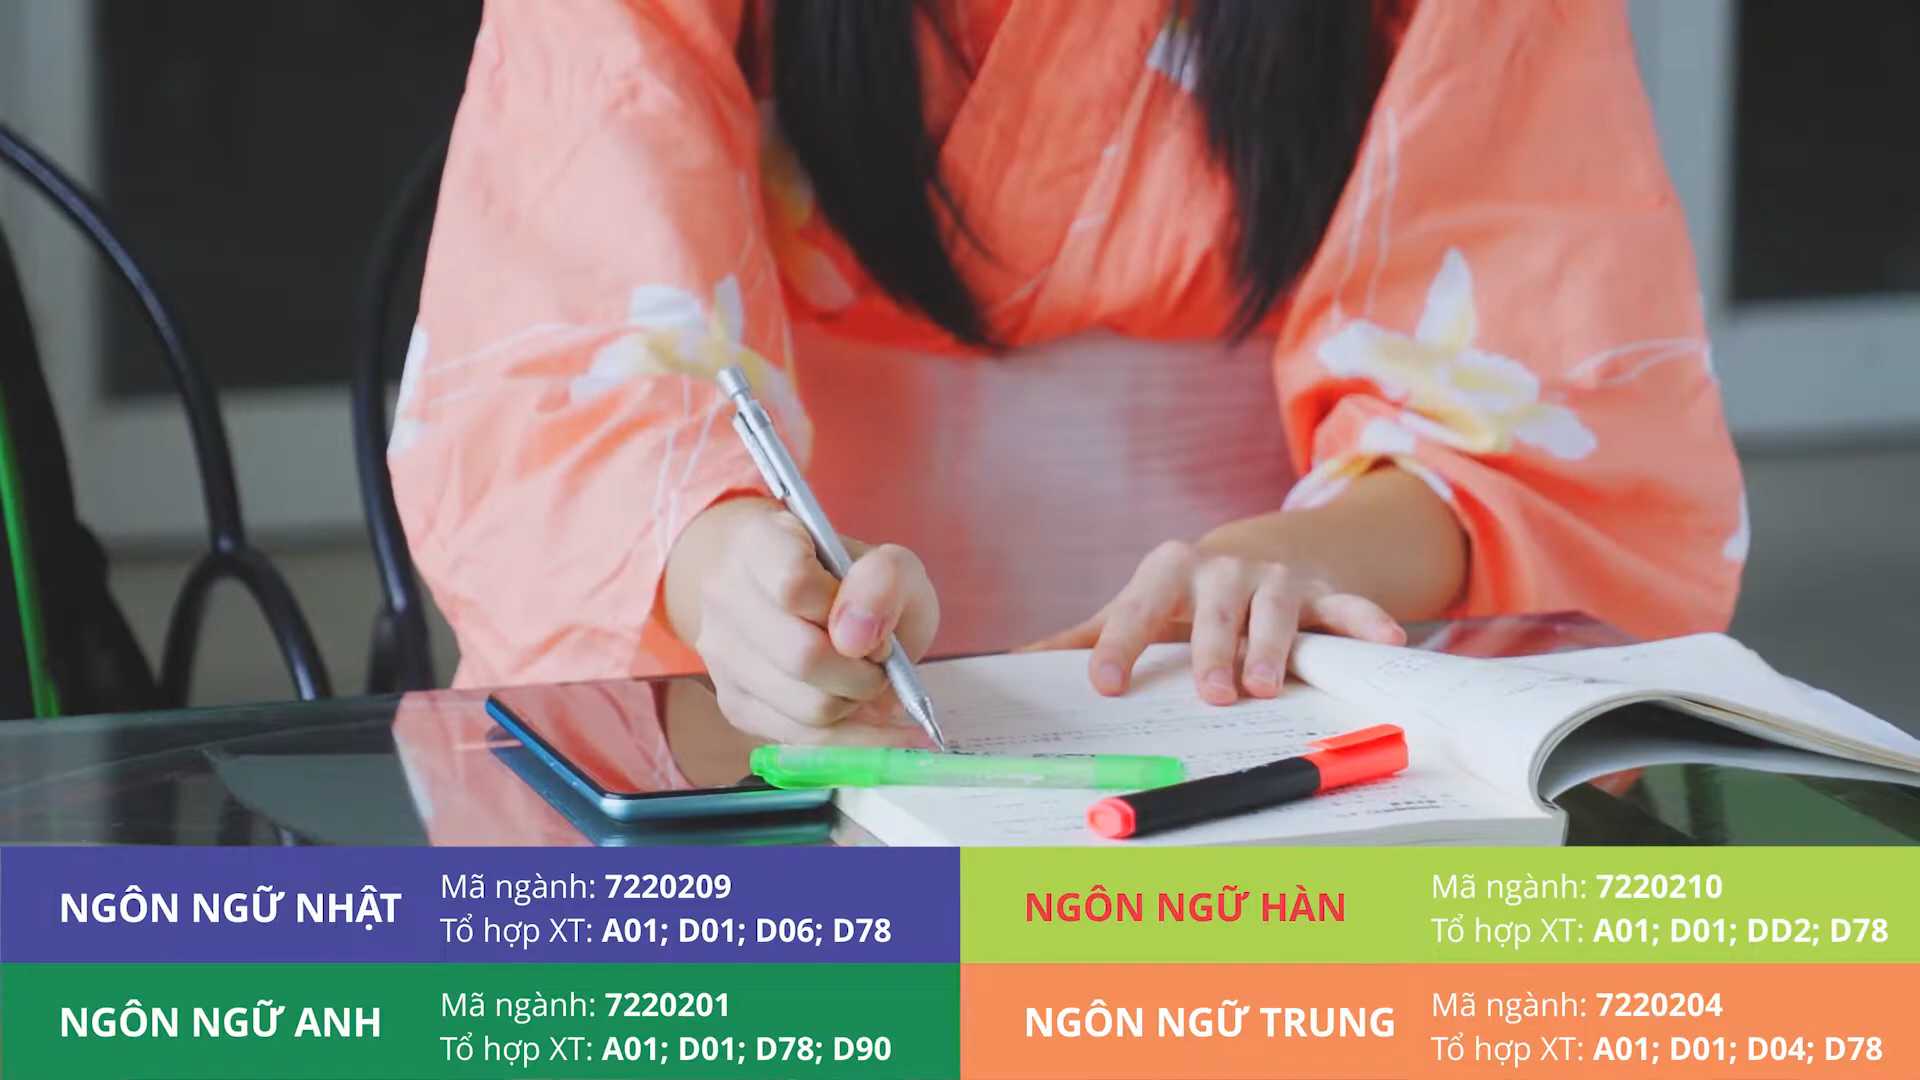 NGÔN NGỮ NHẬT
Mã ngành: 7220209
Tổ hợp XT: A01; D01; D06; D78
NGÔN NGỮ HÀN
Mã ngành: 7220210
Tổ hợp XT: A01; D01; DD2; D78
NGÔN NGỮ ANH
Mã ngành: 7220201
Tổ hợp XT: A01; D01; D78; D90
NGÔN NGỮ TRUNG
Mã ngành: 7220204
Tổ hợp XT: A01; D01; D04; D78